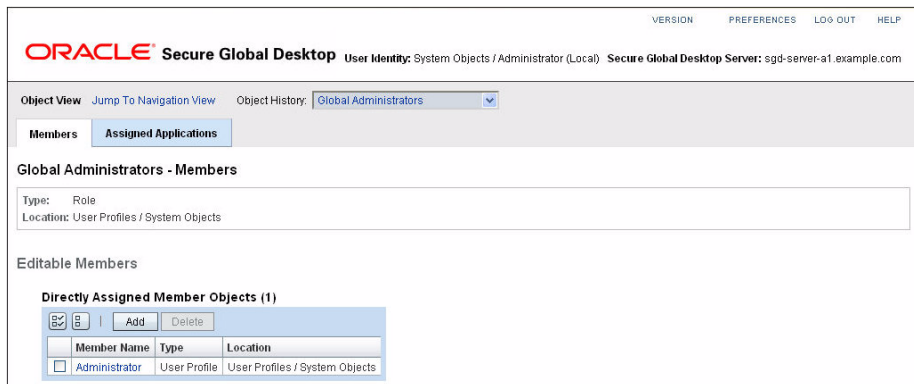 VERSION PREFERENCES LOG OUT HELP
ORACLE Secure Global Desktop User Identity: System Objects / Administrator (Local) Secure Global Desktop Server: sgd-server-a1.example.com
Object View Jump To Navigation View Object History: Global Administrators
Members Assigned Applications
Global Administrators - Members
Type: Role
Location: User Profiles / System Objects
Editable Members
Directly Assigned Member Objects (1)
Add Delete
Member Name Type Location
Administrator User Profile User Profiles / System Objects